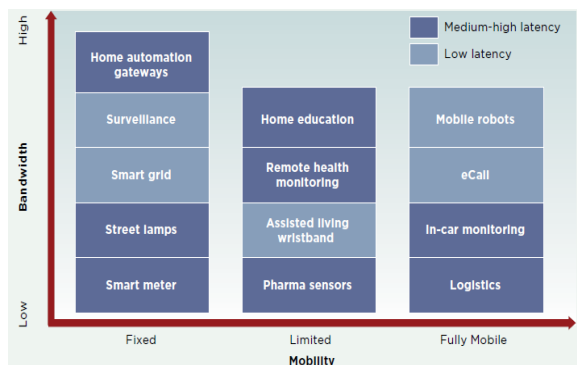 High
Medium-high latency
Low latency
Home automation
gateways
Surveillance
Home education
Mobile robots
Bandwidth
Smart grid
Remote health
monitoring
eCall
Street lamps
Assisted living
wristband
In-car monitoring
Smart meter
Pharma sensors
Logistics
Low
Fixed
Limited
Fully Mobile
Mobility